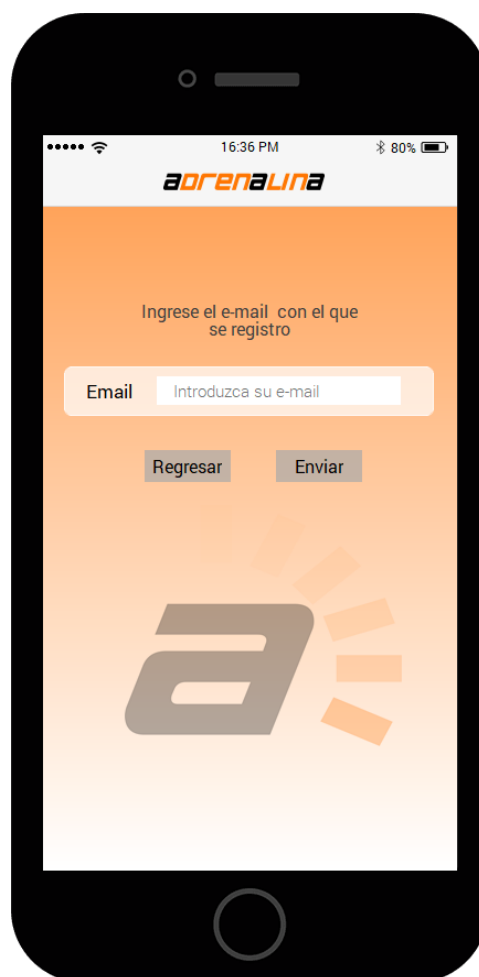 16:36 PM 80%
adrenalina
Ingrese el e-mail con el que
se registro
Email Introduzca su e-mail
Regresar Enviar
a